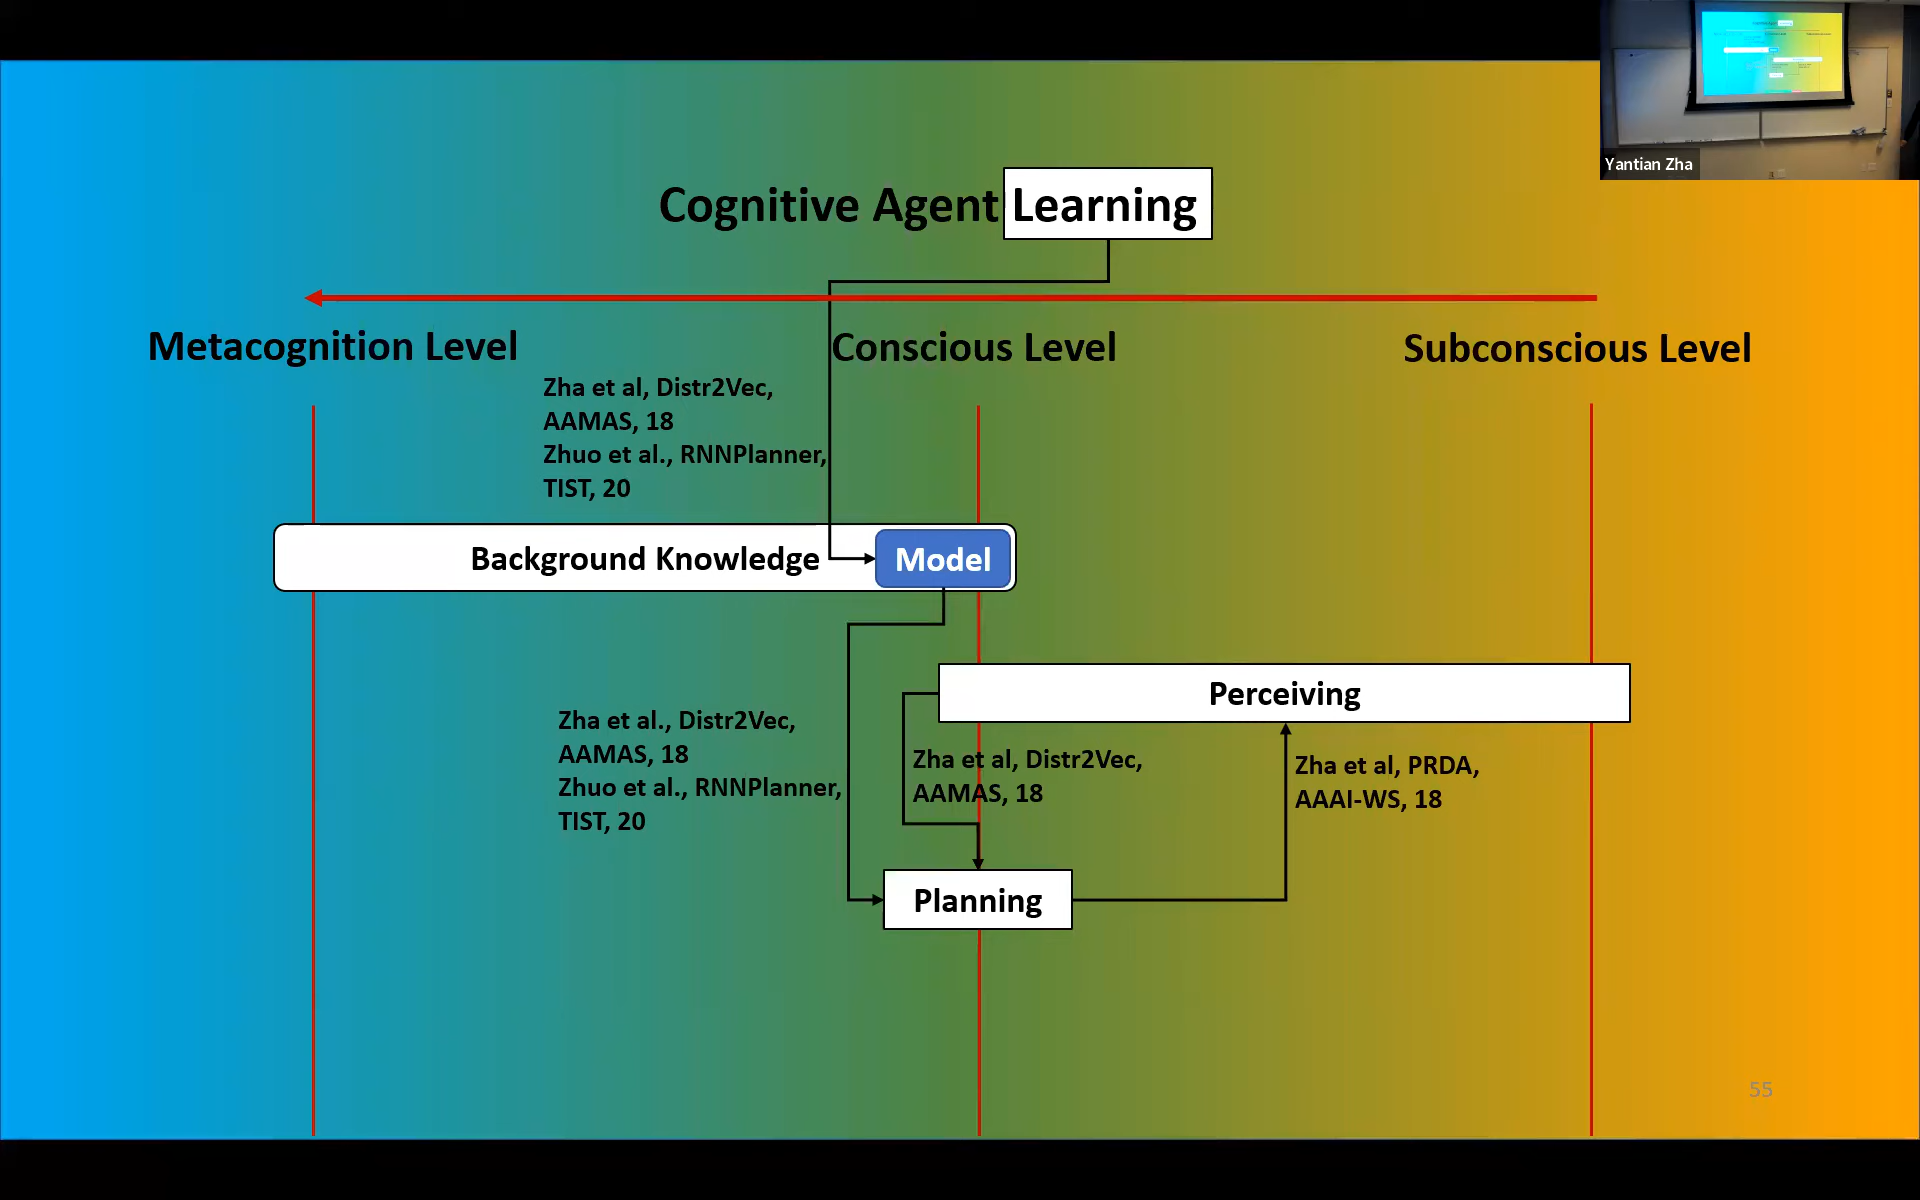 Yantian Zha
Cognitive Agent Learning
Metacognition Level
Conscious Level
Subconscious Level
Zha et al, Distr2Vec,
AAMAS, 18
Zhuo et al., RNNPlanner,
TIST, 20
Background Knowledge
Model
Perceiving
Zha et al., Distr2Vec,
AAMAS, 18
Zhuo et al., RNNPlanner,
TIST, 20
Zha et al, Distr2Vec,
AAMAS, 18
Zha et al, PRDA,
AAAI-WS, 18
Planning
55